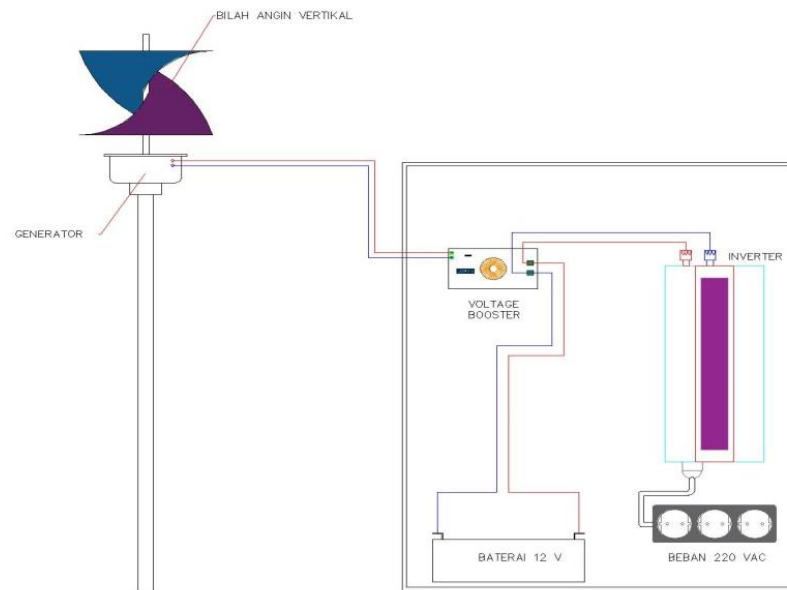 BILAH ANGIN VERTIKAL
GENERATOR
INVERTER
VOLTAGE
BOOSTER
BATERAI 12 V
BEBAN 220 VAC